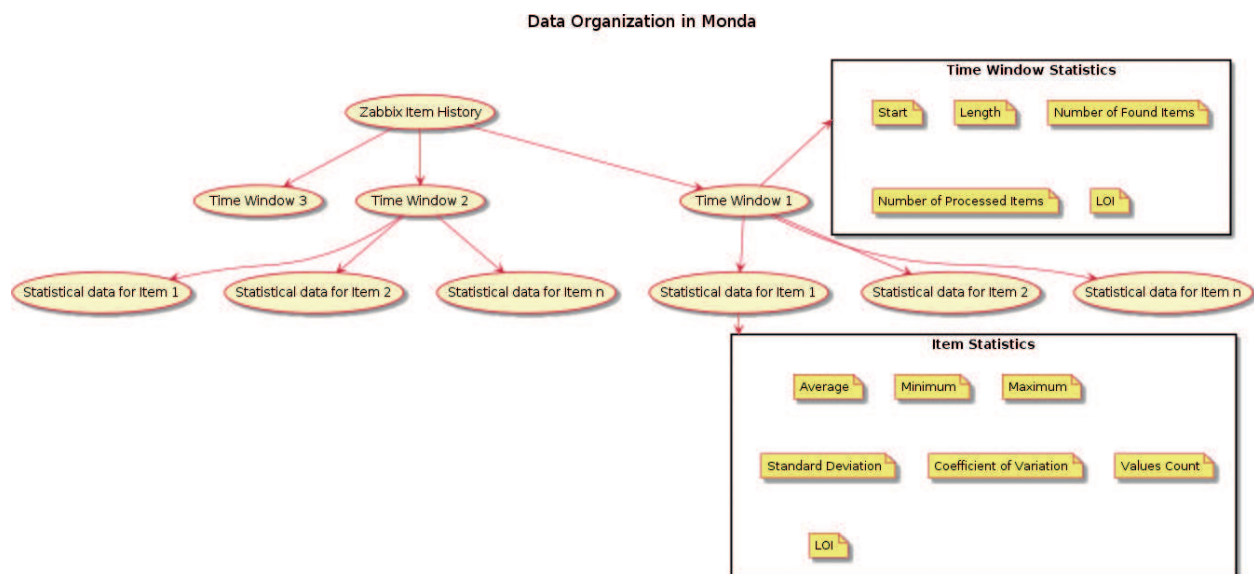 Data Organization in Monda
Time Window Statistics
Zabbix Item History
Start
Length
Number of Found Items
Time Window 3
Time Window 2
Time Window 1
Number of Processed Items
LOI
Statistical data for Item 1
Statistical data for Item 2
Statistical data for Item n
Statistical data for Item 1
Statistical data for Item 2
Statistical data for Item n
Item Statistics
Average
Minimum
Maximum
Standard Deviation
Coefficient of Variation
Values Count
LOI